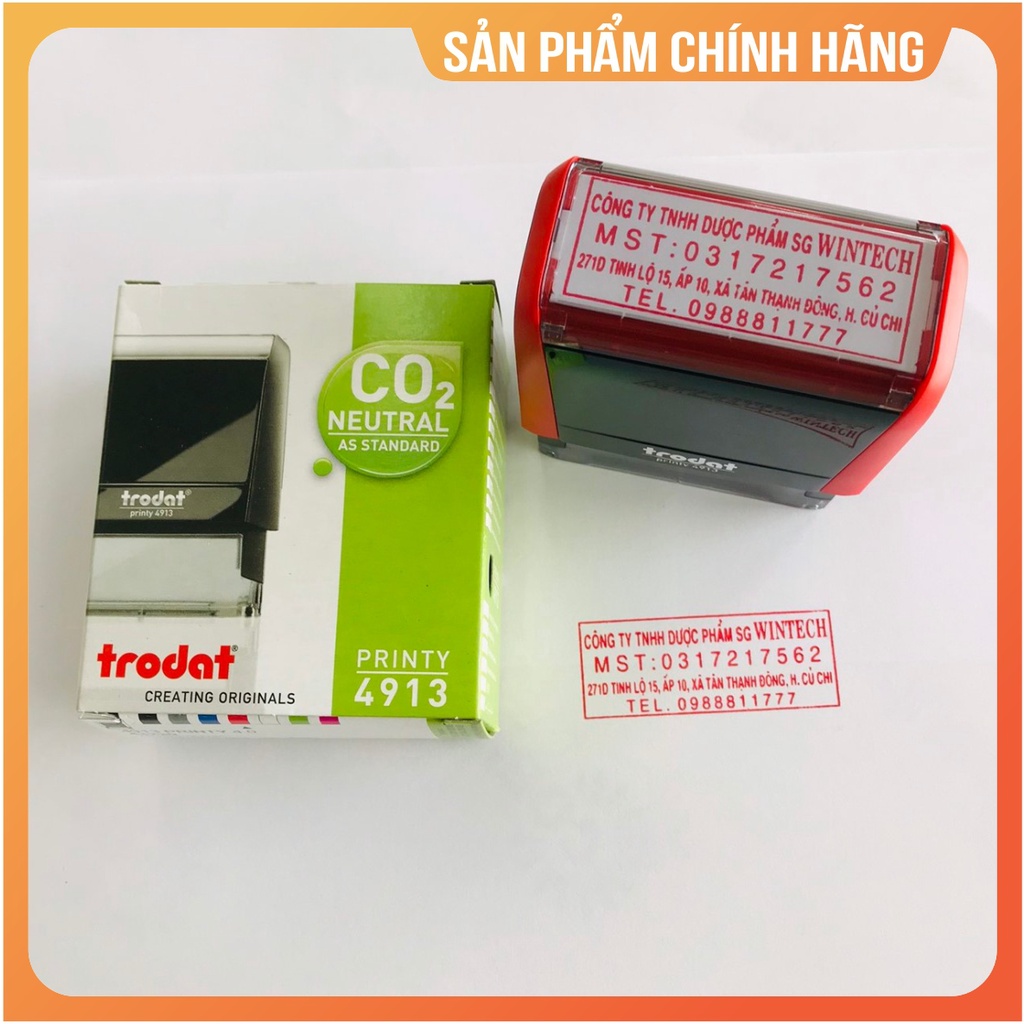 SẢN PHẨM CHÍNH HÃNG
CÔNG TY TNHH DƯỢC PHẨM SG WINTECH
MST:0317217562
271D TỈNH LỘ 15, ẤP 10, XÃ TÂN THẠNH ĐÔNG, H. CỦ CHI
TEL. 0988811777
trodat
printy 4913
CO2
NEUTRAL
AS STANDARD
trodat®
printy 4913
trodat®
CREATING ORIGINALS
PRINTY
4913
CÔNG TY TNHH DƯỢC PHẨM SG WINTECH
MST:0317217562
271D TỈNH LỘ 15, ẤP 10, XÃ TÂN THẠNH ĐÔNG, H. CỦ CHI
TEL. 0988811777